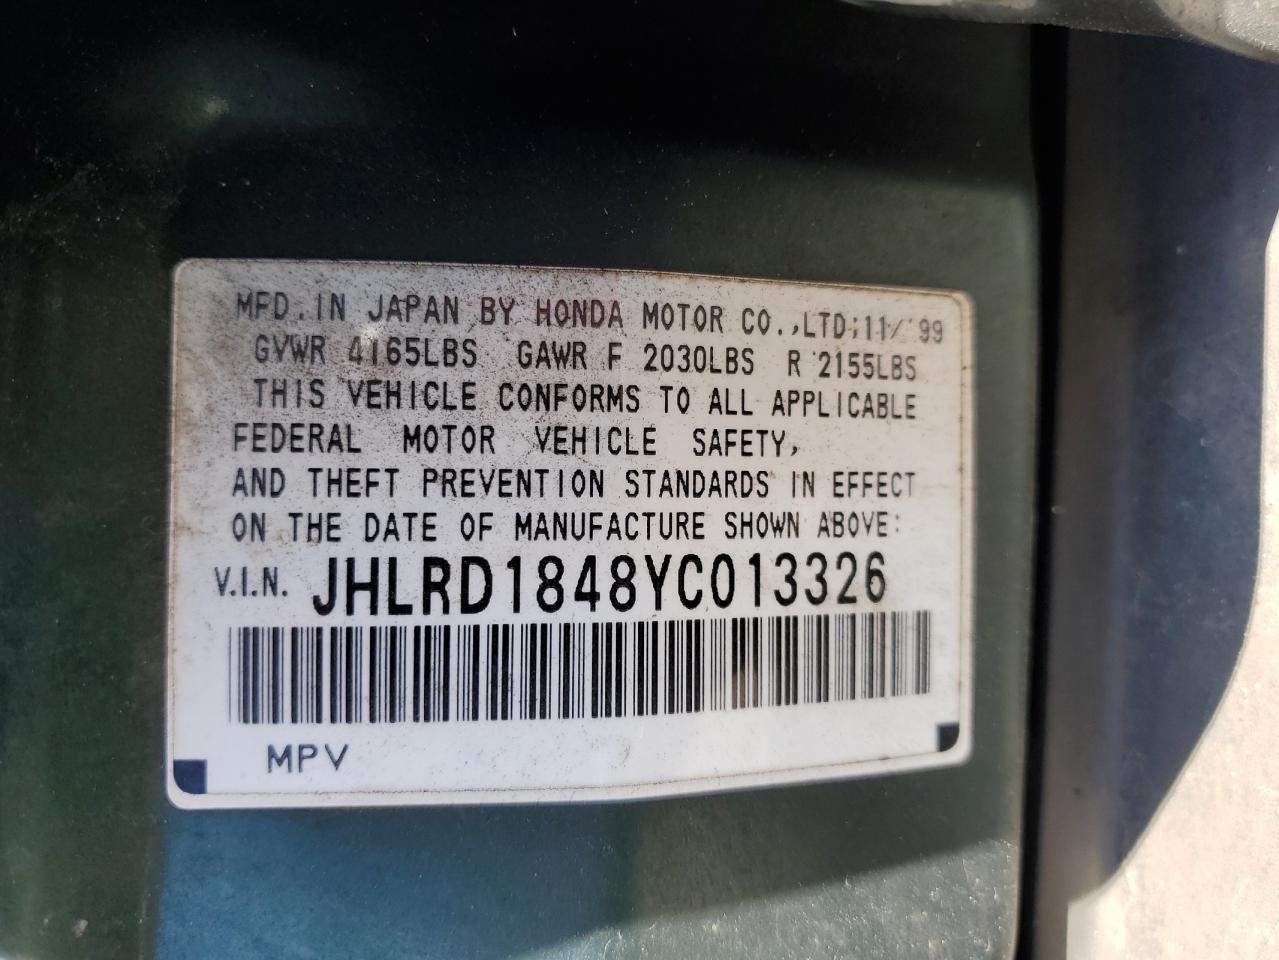 MFD. IN JAPAN BY HONDA MOTOR CO., LTD; 11/'99
GVWR 4165LBS GAWR F 2030LBS R 2155LBS
THIS VEHICLE CONFORMS TO ALL APPLICABLE
FEDERAL MOTOR VEHICLE SAFETY,
AND THEFT PREVENTION STANDARDS IN EFFECT
ON THE DATE OF MANUFACTURE SHOWN ABOVE:
V.I.N. JHLRD1848YC013326
MPV